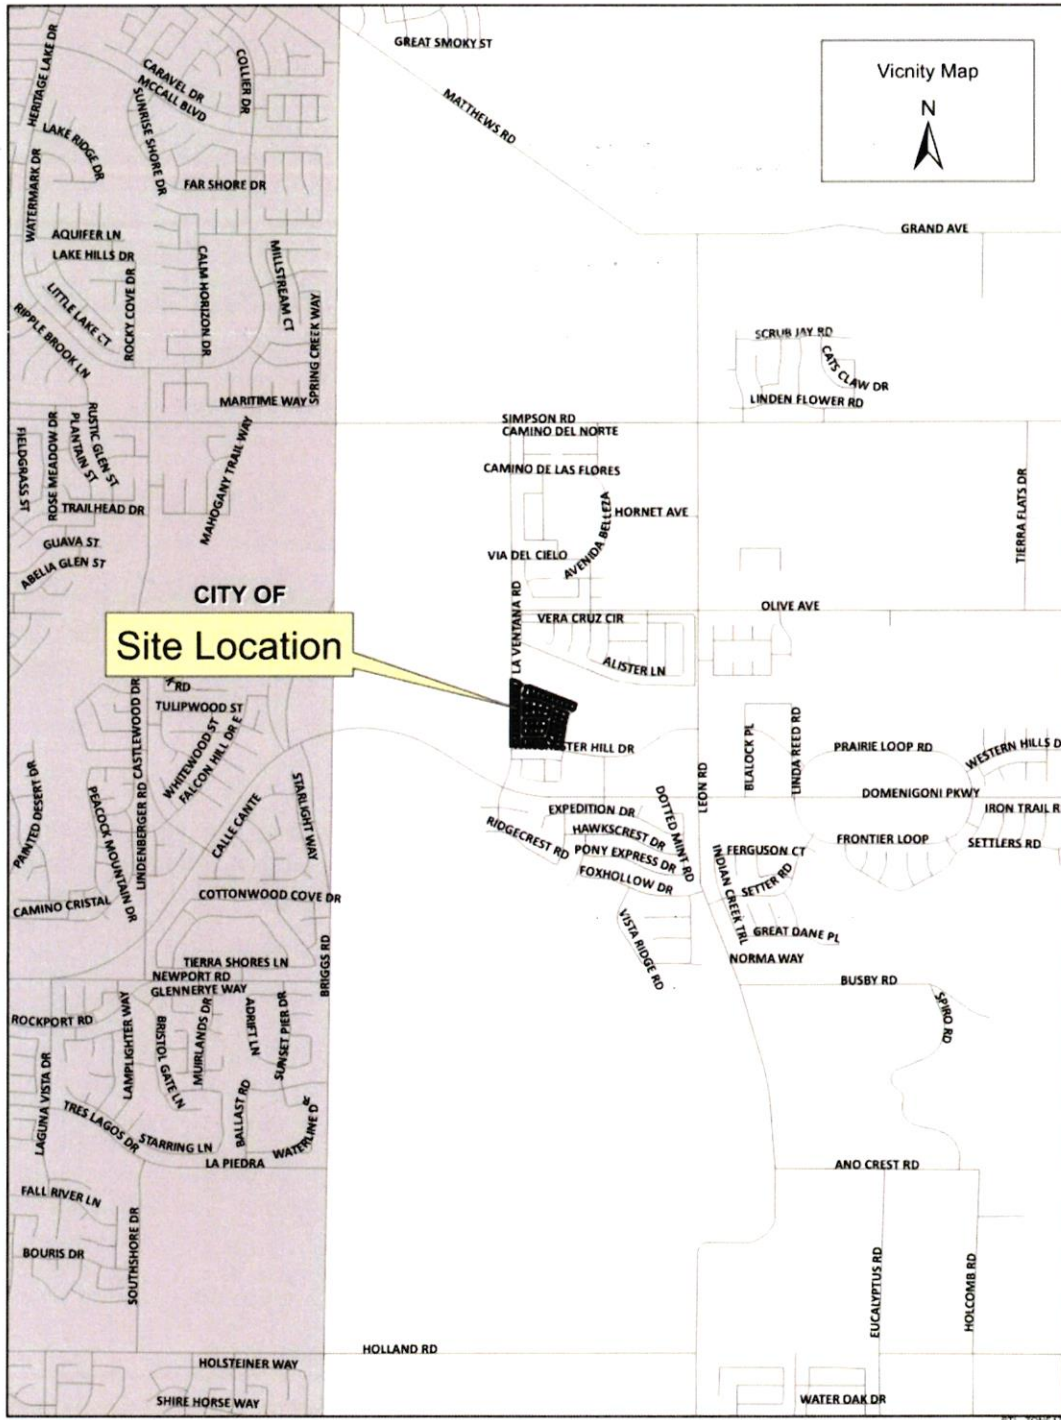 GREAT SMOKY ST
Vicnity Map
N
HERITAGE LAKE DR
CARAVEL DR
MCCALL BLVD
COLLIER DR
SUNRISE SHORE DR
MATTHEWS RD
LAKE RIDGE DR
WATERMARK DR
FAR SHORE DR
GRAND AVE
AQUIFER LN
LAKE HILLS DR
CALM HORIZON DR
MILLSTREAM CT
ROCKY COVE DR
LITTLE LAKE CT
RIPPLE BROOK LN
SPRING CREEK WAY
SCRUB JAY RD
CATS CLAW DR
LINDEN FLOWER RD
MARITIME WAY
SIMPSON RD
CAMINO DEL NORTE
FIELDGRASS ST
ROSE MEADOW DR
RUSTIC GLEN ST
PLANTAIN ST
MAHOGANY TRAIL WAY
CAMINO DE LAS FLORES
TRAILHEAD DR
AVENIDA BELLEZA
HORNET AVE
TIERRA FLATS DR
GUAVA ST
ABELIA GLEN ST
VIA DEL CIELO
CITY OF
LA VENTANA RD
OLIVE AVE
VERA CRUZ CIR
Site Location
ALISTER LN
RD
TULIPWOOD ST
CASTLEWOOD DR
WHITEWOOD ST
FALCON HILL DR E
STER HILL DR
BLALOCK PL
LINDA REED RD
PRAIRIE LOOP RD
WESTERN HILLS D
LEON RD
PAINTED DESERT DR
PEACOCK MOUNTAIN DR
LINDENBERGER RD
CALLE CANTE
STARLIGHT WAY
DOMENIGONI PKWY
EXPEDITION DR
DOTTED MINT RD
IRON TRAIL R
RIDGECREST RD
HAWKSCREST DR
PONY EXPRESS DR
FOXHOLLOW DR
FERGUSON CT
FRONTIER LOOP
SETTLERS RD
INDIAN CREEK TRL
SETTER RD
CAMINO CRISTAL
COTTONWOOD COVE DR
GREAT DANE PL
VISTA RIDGE RD
NORMA WAY
TIERRA SHORES LN
NEWPORT RD
BRIGGS RD
GLENNERYE WAY
BUSBY RD
SPIRO RD
ROCKPORT RD
LAMPLIGHTER WAY
BRISTOL GATE LN
MUIRLANDS DR
ADRIFT LN
SUNSET PIER DR
LAGUNA VISTA DR
TRES LAGOS DR
STARRING LN
BALLAST RD
WATERLINE DR
LA PIEDRA
ANO CREST RD
FALL RIVER LN
BOURIS DR
SOUTHSHORE DR
EUCALYPTUS RD
HOLCOMB RD
HOLLAND RD
HOLSTEINER WAY
SHIRE HORSE WAY
WATER OAK DR